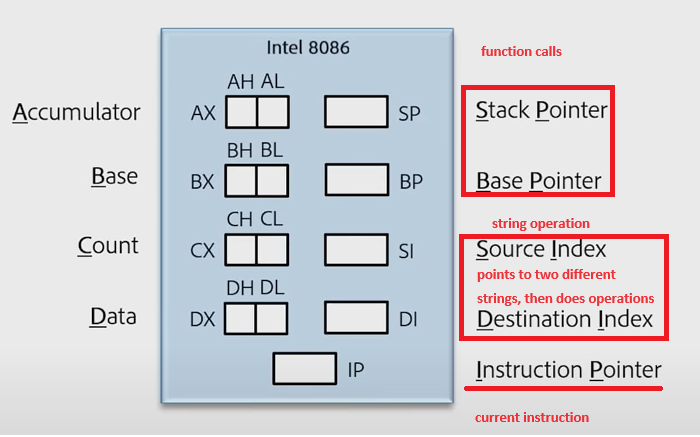 Intel 8086
function calls
AH AL
Accumulator AX SP Stack Pointer
BH BL
Base BX BP Base Pointer
string operation
CH CL
Count CX SI Source Index
points to two different
strings, then does operations
DH DL
Data DX DI Destination Index
IP Instruction Pointer
current instruction